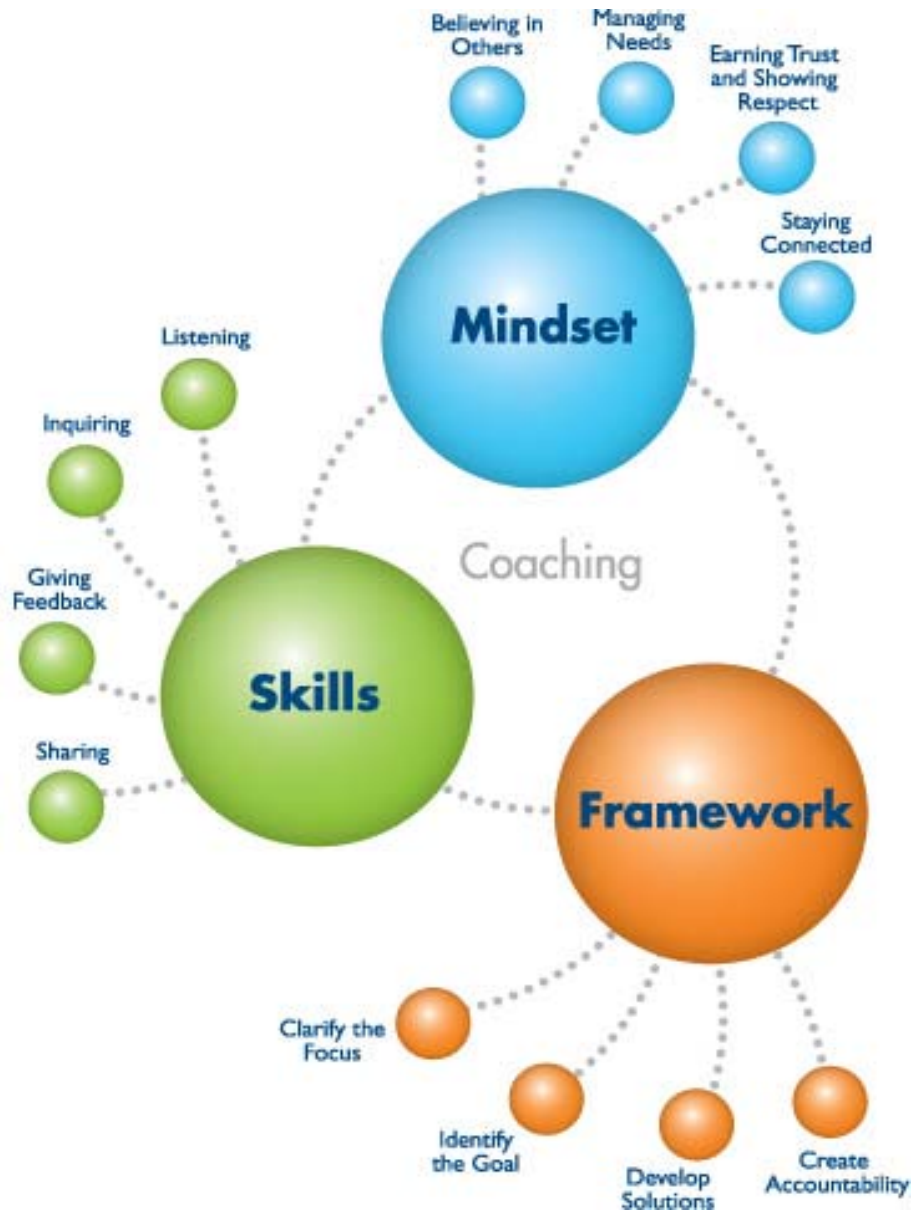 Believing in
Others
Managing
Needs
Earning Trust
and Showing
Respect
Staying
Connected
Mindset
Listening
Inquiring
Giving
Feedback
Sharing
Coaching
Skills
Framework
Clarify the
Focus
Identify
the Goal
Develop
Solutions
Create
Accountability